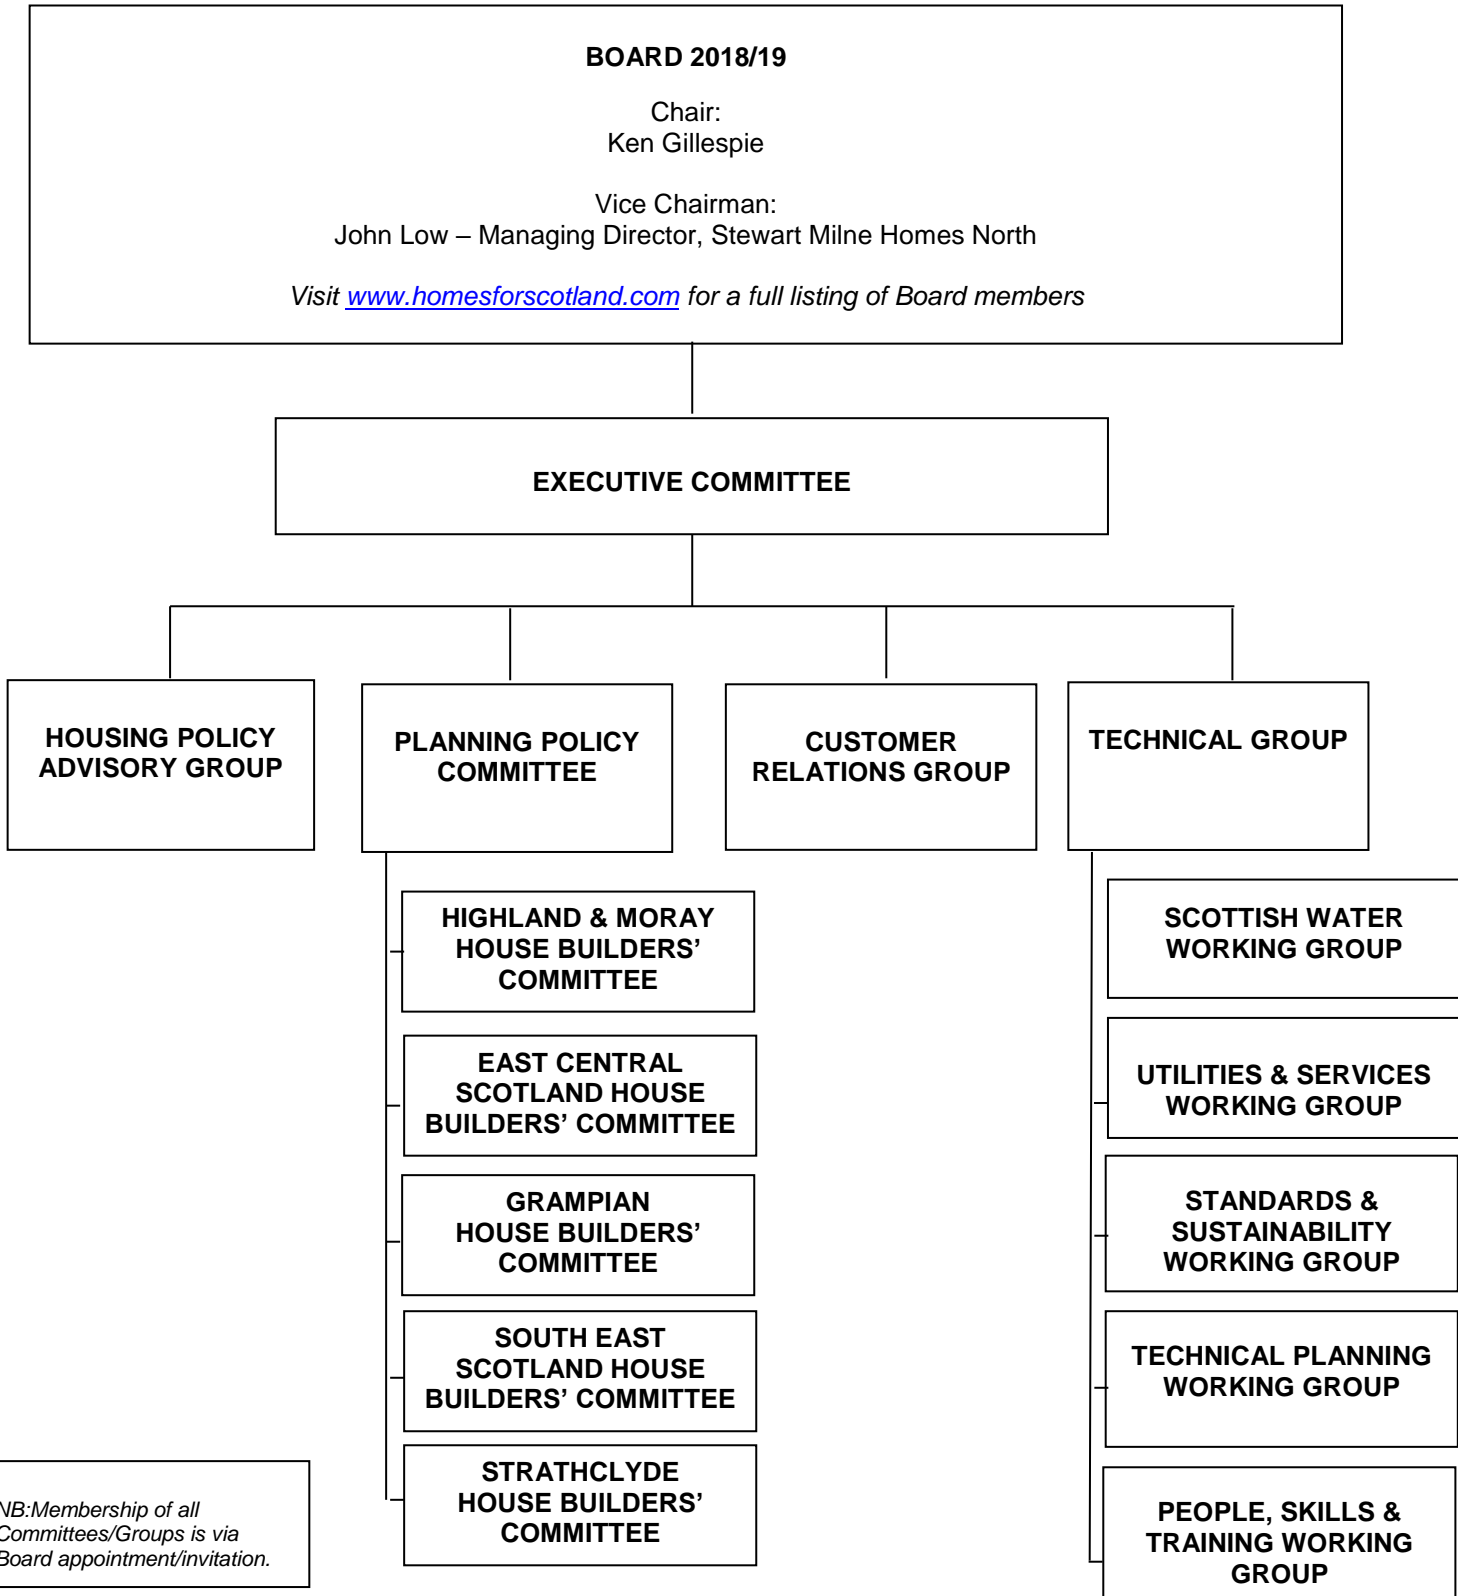 BOARD 2018/19
Chair:
Ken Gillespie
Vice Chairman:
John Low – Managing Director, Stewart Milne Homes North
Visit www.homesforscotland.com for a full listing of Board members
EXECUTIVE COMMITTEE
HOUSING POLICY
ADVISORY GROUP
PLANNING POLICY
COMMITTEE
CUSTOMER
RELATIONS GROUP
TECHNICAL GROUP
HIGHLAND & MORAY
HOUSE BUILDERS’
COMMITTEE
EAST CENTRAL
SCOTLAND HOUSE
BUILDERS’ COMMITTEE
GRAMPIAN
HOUSE BUILDERS’
COMMITTEE
SOUTH EAST
SCOTLAND HOUSE
BUILDERS’ COMMITTEE
STRATHCLYDE
HOUSE BUILDERS’
COMMITTEE
SCOTTISH WATER
WORKING GROUP
UTILITIES & SERVICES
WORKING GROUP
STANDARDS &
SUSTAINABILITY
WORKING GROUP
TECHNICAL PLANNING
WORKING GROUP
PEOPLE, SKILLS &
TRAINING WORKING
GROUP
NB:Membership of all
Committees/Groups is via
Board appointment/invitation.